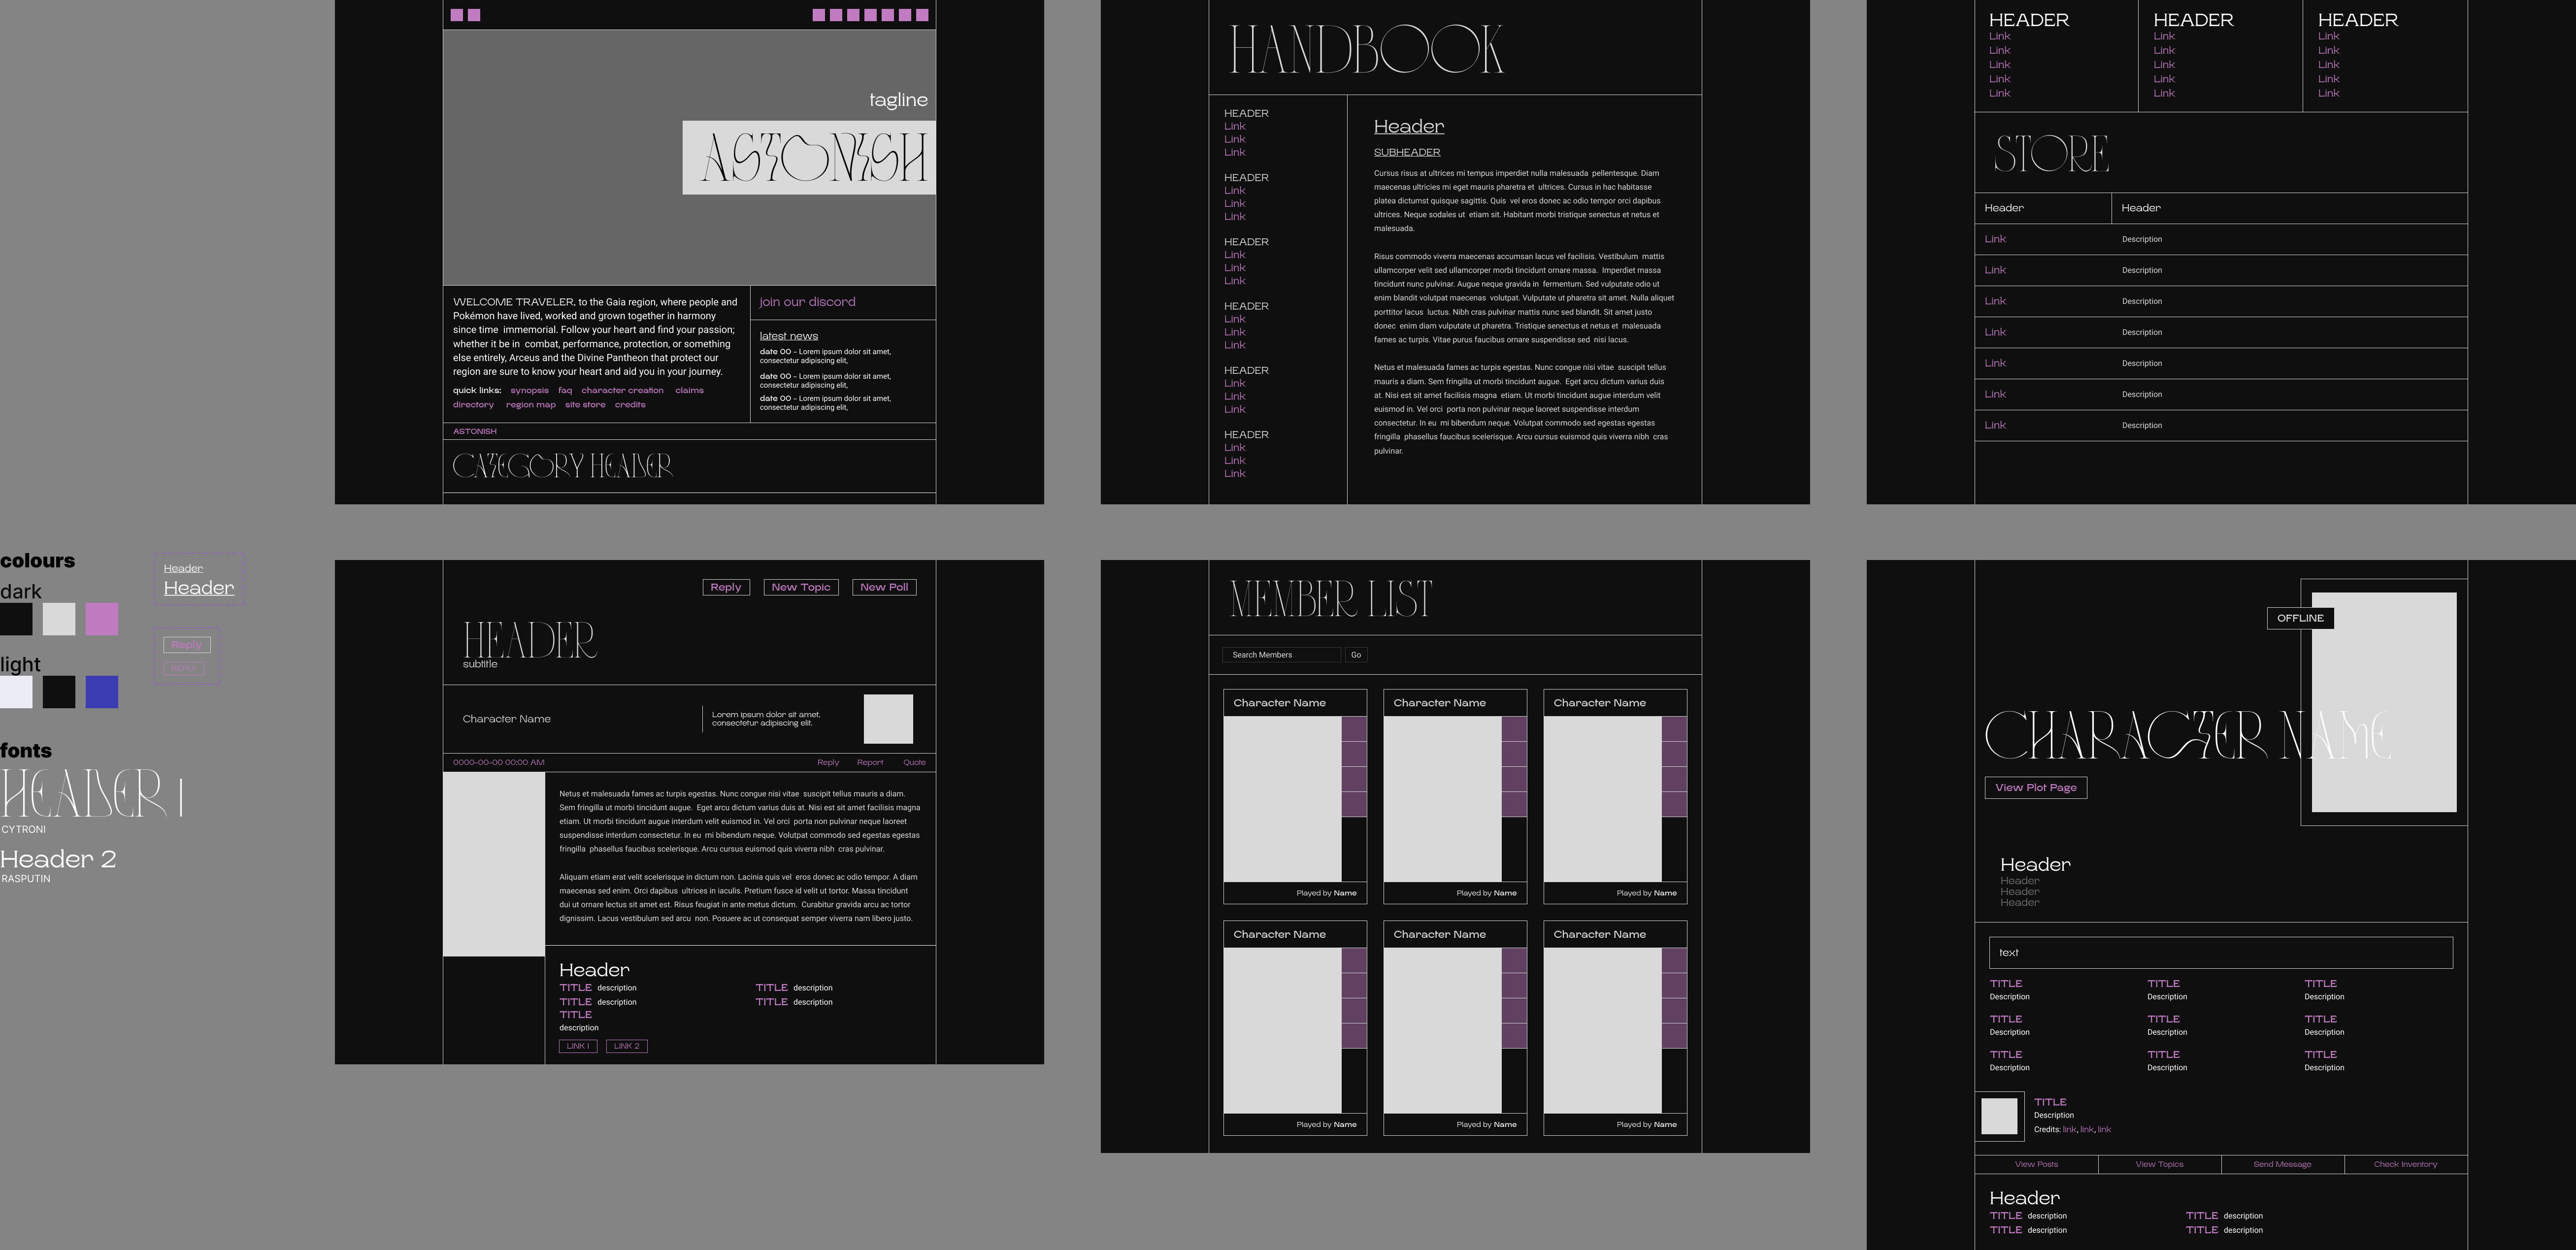 tagline
ASTONISH
WELCOME TRAVELER, to the Gaia region, where people and
Pokémon have lived, worked and grown together in harmony
since time immemorial. Follow your heart and find your passion;
whether it be in combat, performance, protection, or something
else entirely, Arceus and the Divine Pantheon that protect our
region are sure to know your heart and aid you in your journey.
quick links: synopsis faq character creation claims
directory region map site store credits
join our discord
latest news
date 00 – Lorem ipsum dolor sit amet,
consectetur adipiscing elit,
date 00 – Lorem ipsum dolor sit amet,
consectetur adipiscing elit,
date 00 – Lorem ipsum dolor sit amet,
consectetur adipiscing elit,
ASTONISH
CATEGORY HEADER
HANDBOOK
HEADER
Link
Link
Link
HEADER
Link
Link
Link
HEADER
Link
Link
Link
HEADER
Link
Link
Link
HEADER
Link
Link
Link
HEADER
Link
Link
Link
Header
SUBHEADER
Cursus risus at ultrices mi tempus imperdiet nulla malesuada pellentesque. Diam
maecenas ultricies mi eget mauris pharetra et ultrices. Cursus in hac habitasse
platea dictumst quisque sagittis. Quis vel eros donec ac odio tempor orci dapibus
ultrices. Neque sodales ut etiam sit. Habitant morbi tristique senectus et netus et
malesuada.
Risus commodo viverra maecenas accumsan lacus vel facilisis. Vestibulum mattis
ullamcorper velit sed ullamcorper morbi tincidunt ornare massa. Imperdiet massa
tincidunt nunc pulvinar. Augue neque gravida in fermentum. Sed vulputate odio ut
enim blandit volutpat maecenas volutpat. Vulputate ut pharetra sit amet. Nulla aliquet
porttitor lacus luctus. Nibh cras pulvinar mattis nunc sed blandit. Sit amet justo
donec enim diam vulputate ut pharetra. Tristique senectus et netus et malesuada
fames ac turpis. Vitae purus faucibus ornare suspendisse sed nisi lacus.
Netus et malesuada fames ac turpis egestas. Nunc congue nisi vitae suscipit tellus
mauris a diam. Sem fringilla ut morbi tincidunt augue. Eget arcu dictum varius duis
at. Nisi est sit amet facilisis magna etiam. Ut morbi tincidunt augue interdum velit
euismod in. Vel orci porta non pulvinar neque laoreet suspendisse interdum
consectetur. In eu mi bibendum neque. Volutpat commodo sed egestas egestas
fringilla phasellus faucibus scelerisque. Arcu cursus euismod quis viverra nibh cras
pulvinar.
HEADER HEADER HEADER
Link Link Link
Link Link Link
Link Link Link
Link Link Link
Link Link Link
STORE
Header Header
Link Description
Link Description
Link Description
Link Description
Link Description
Link Description
Link Description
colours
dark
light
Header
Header
Reply
REPLY
fonts
HEADER 1
CYTRONI
Header 2
RASPUTIN
Reply New Topic New Poll
HEADER
subtitle
Character Name
Lorem ipsum dolor sit amet,
consectetur adipiscing elit.
0000-00-00 00:00 AM Reply Report Quote
Netus et malesuada fames ac turpis egestas. Nunc congue nisi vitae suscipit tellus mauris a diam.
Sem fringilla ut morbi tincidunt augue. Eget arcu dictum varius duis at. Nisi est sit amet facilisis magna
etiam. Ut morbi tincidunt augue interdum velit euismod in. Vel orci porta non pulvinar neque laoreet
suspendisse interdum consectetur. In eu mi bibendum neque. Volutpat commodo sed egestas egestas
fringilla phasellus faucibus scelerisque. Arcu cursus euismod quis viverra nibh cras pulvinar.
Aliquam etiam erat velit scelerisque in dictum non. Lacinia quis vel eros donec ac odio tempor. A diam
maecenas sed enim. Orci dapibus ultrices in iaculis. Pretium fusce id velit ut tortor. Massa tincidunt
dui ut ornare lectus sit amet est. Risus feugiat in ante metus dictum. Curabitur gravida arcu ac tortor
dignissim. Lacus vestibulum sed arcu non. Posuere ac ut consequat semper viverra nam libero justo.
Header
TITLE description TITLE description
TITLE description TITLE description
TITLE
description
LINK 1 LINK 2
MEMBER LIST
Search Members Go
Character Name Character Name Character Name
Played by Name Played by Name Played by Name
Character Name Character Name Character Name
Played by Name Played by Name Played by Name
OFFLINE
CHARACTER NAME
View Plot Page
Header
Header
Header
Header
text
TITLE TITLE TITLE
Description Description Description
TITLE TITLE TITLE
Description Description Description
TITLE TITLE TITLE
Description Description Description
TITLE
Description
Credits: link, link, link
View Posts View Topics Send Message Check Inventory
Header
TITLE description TITLE description
TITLE description TITLE description